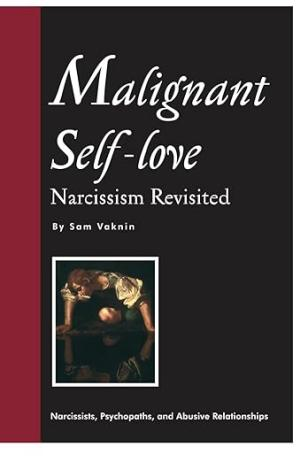 Malignant
Self-love
Narcissism Revisited
By Sam Vaknin
Narcissists, Psychopaths, and Abusive Relationships